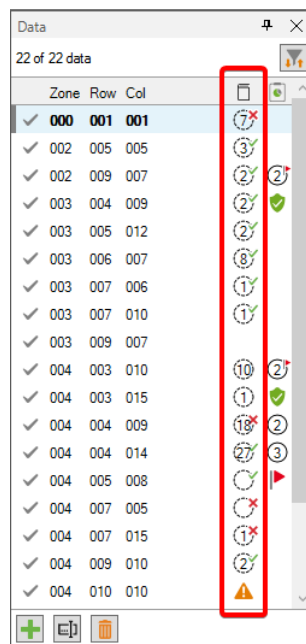 Data
22 of 22 data
Zone Row Col
000 001 001 7
002 005 005 3
002 009 007 2 2
003 004 009 2
003 005 012 2
003 006 007 8
003 007 006 1
003 007 010 1
003 009 007
004 003 010 10 2
004 003 015 1
004 004 009 18 2
004 004 014 27 3
004 005 008
004 007 005
004 007 015 1
004 009 010 2
004 010 010